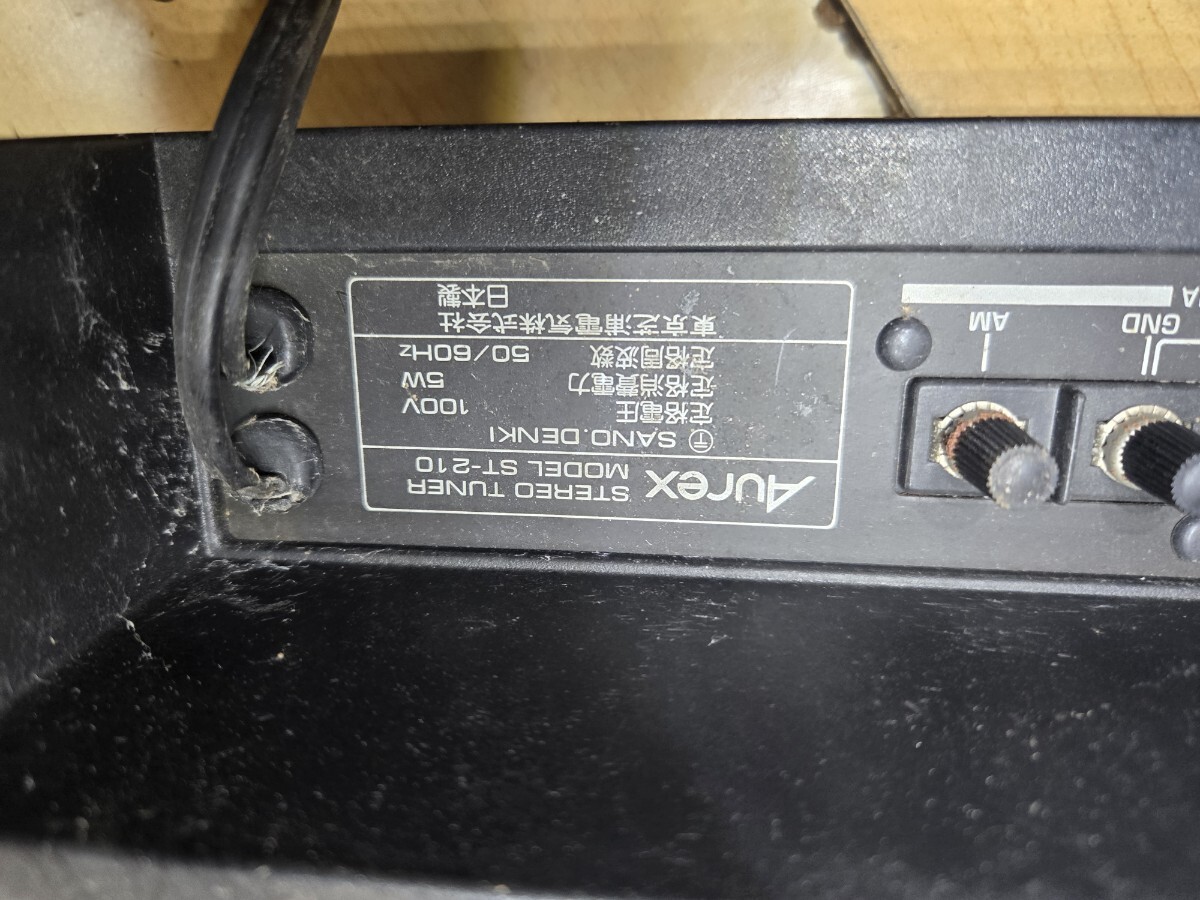 Aurex STEREO TUNER
MODEL ST-210
〒 SANO.DENKI
定格電圧 100V
定格消費電力 5W
定格周波数 50/60Hz
東京芝浦電気株式会社
日本製
GND AM
A